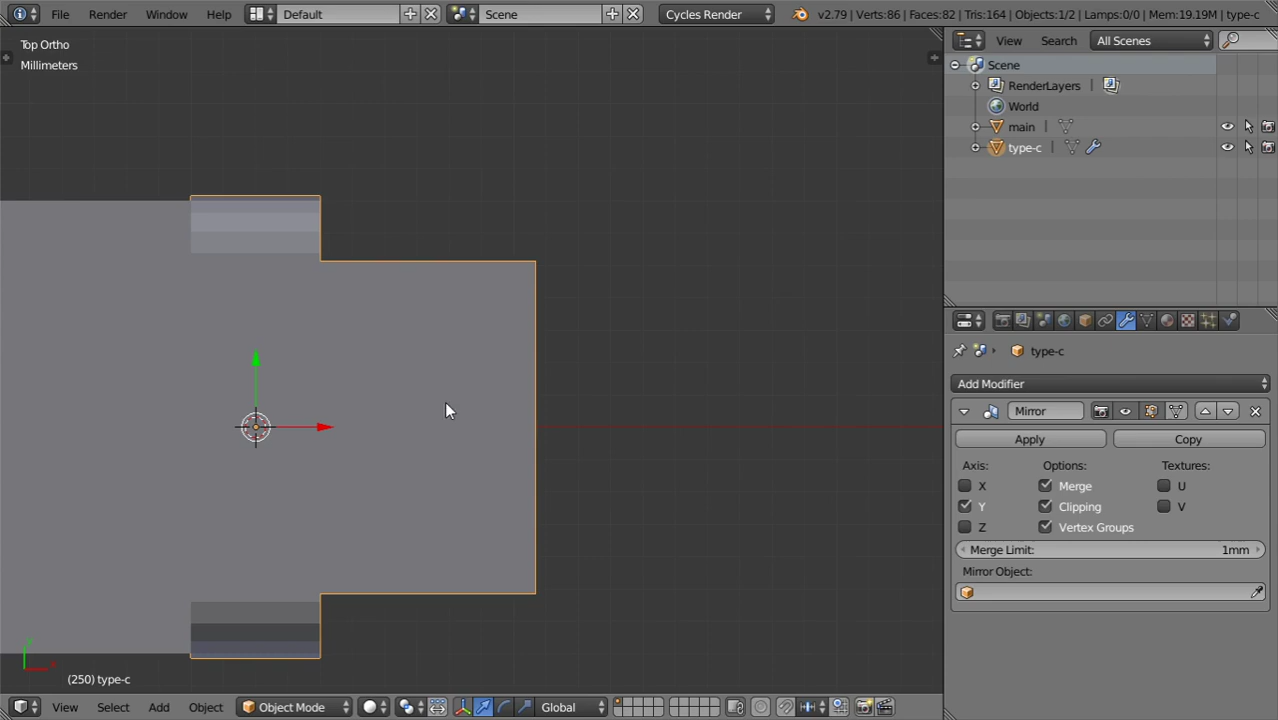 File Render Window Help Default Scene Cycles Render v2.79 | Verts:86 | Faces:82 | Tris:164 | Objects:1/2 | Lamps:0/0 | Mem:19.19M | type-c
View Search All Scenes
Top Ortho
Millimeters
Scene
RenderLayers
World
main
type-c
type-c
Add Modifier
Mirror
Apply Copy
Axis: Options: Textures:
X Merge U
Y Clipping V
Z Vertex Groups
Merge Limit: 1mm
Mirror Object:
(250) type-c
View Select Add Object Object Mode Global